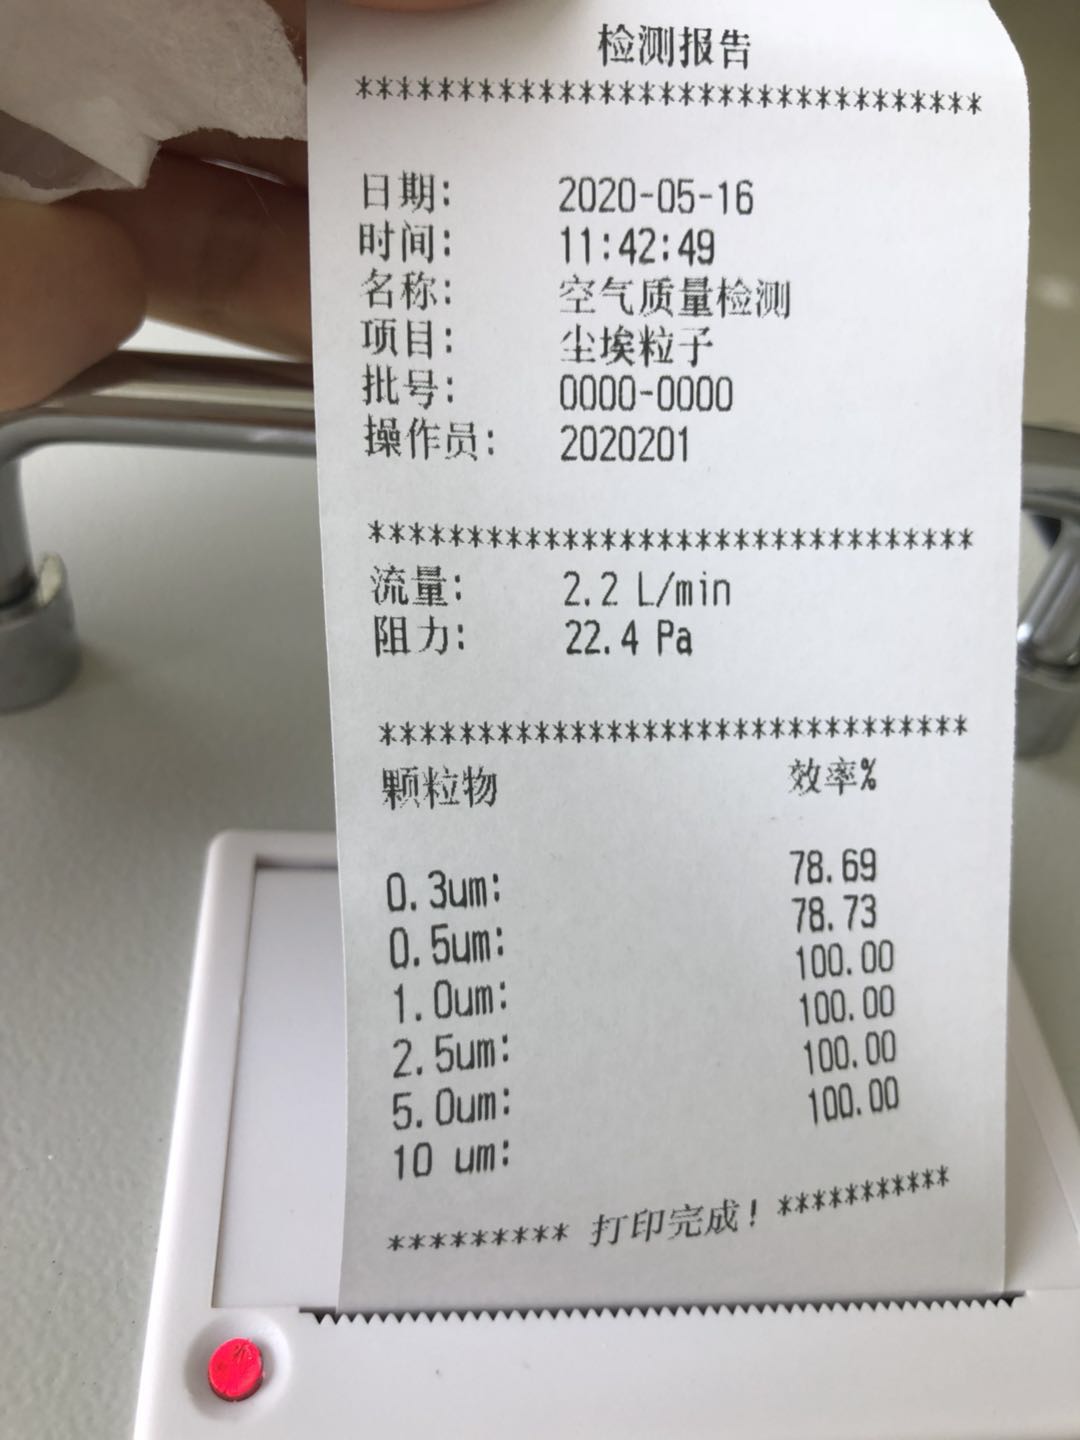 检测报告
********************************
日期: 2020-05-16
时间: 11:42:49
名称: 空气质量检测
项目: 尘埃粒子
批号: 0000-0000
操作员: 2020201
********************************
流量: 2.2 L/min
阻力: 22.4 Pa
********************************
颗粒物 效率%
0.3um: 78.69
0.5um: 78.73
1.0um: 100.00
2.5um: 100.00
5.0um: 100.00
10 um: 100.00
********* 打印完成! ***********